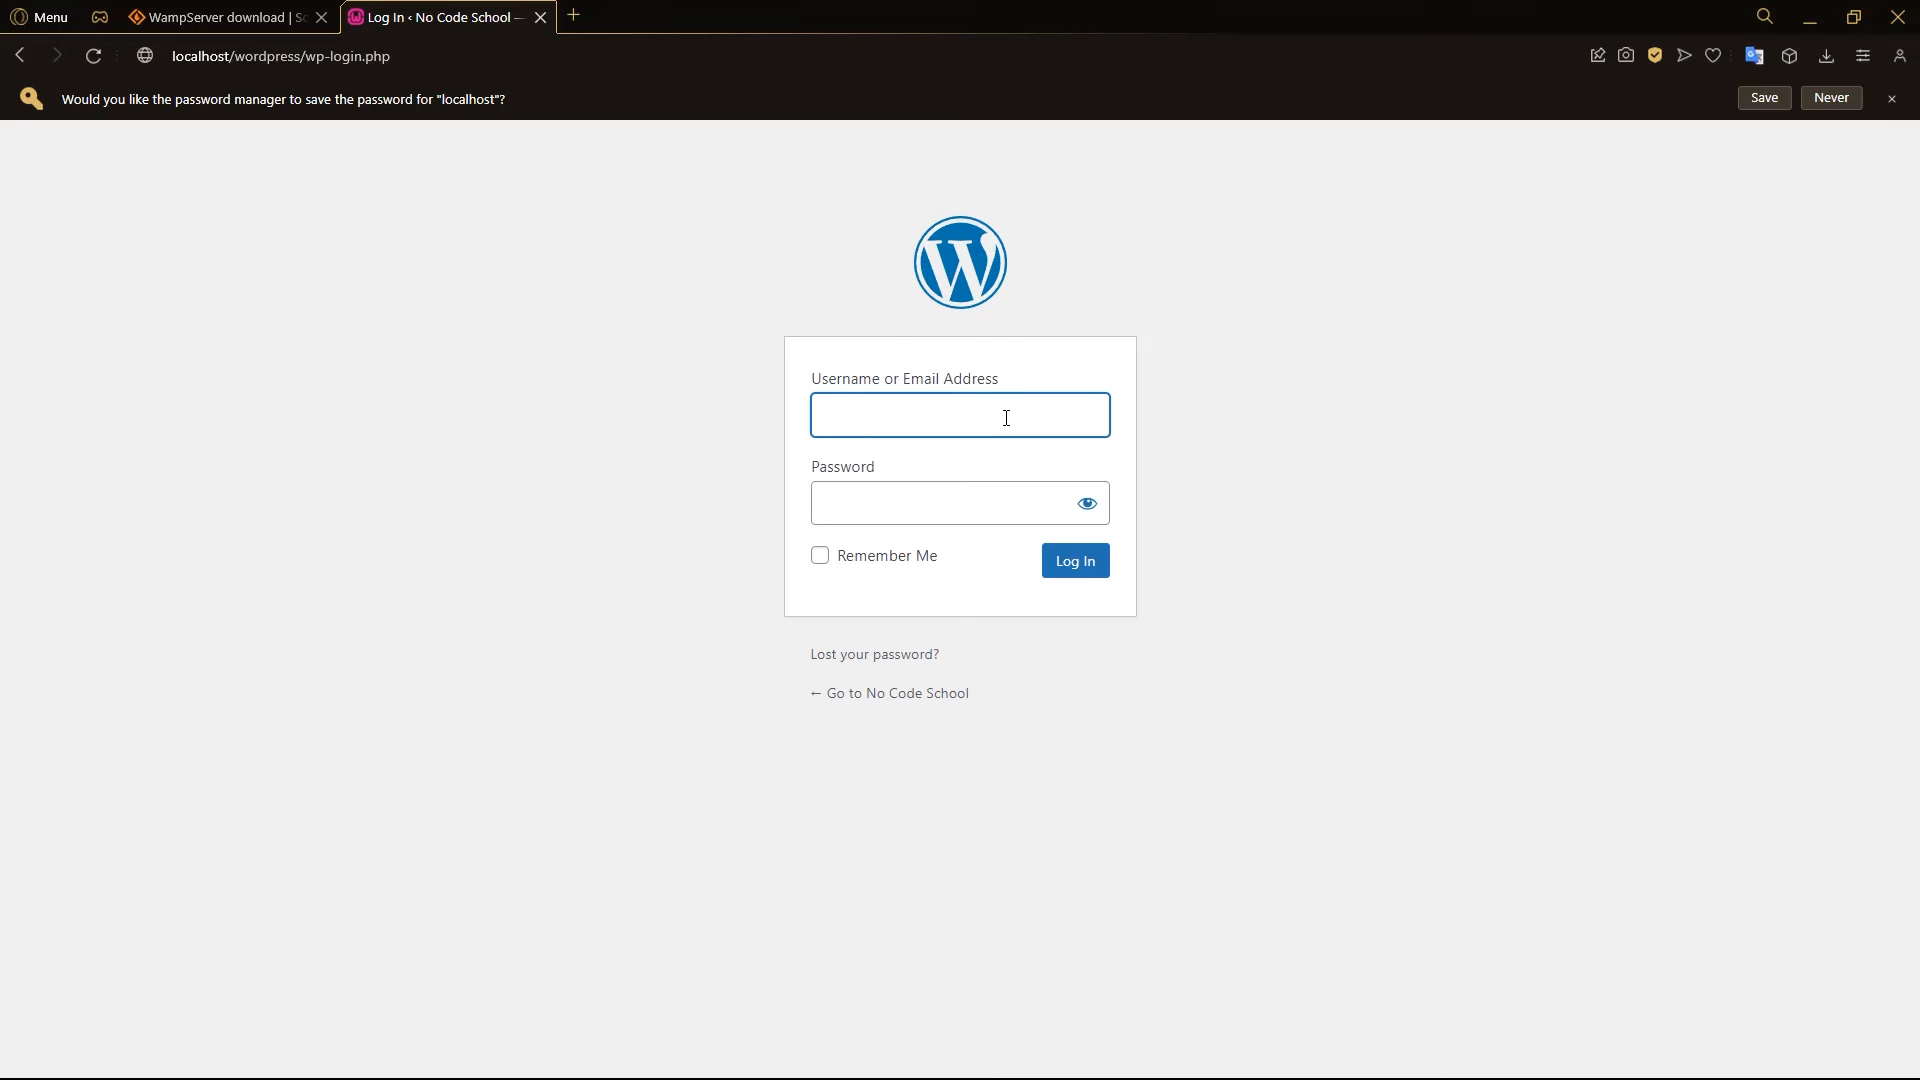 Menu
WampServer download | S
Log In ‹ No Code School —
localhost/wordpress/wp-login.php
Would you like the password manager to save the password for "localhost"?
Save
Never
Username or Email Address
Password
Remember Me
Log In
Lost your password?
← Go to No Code School